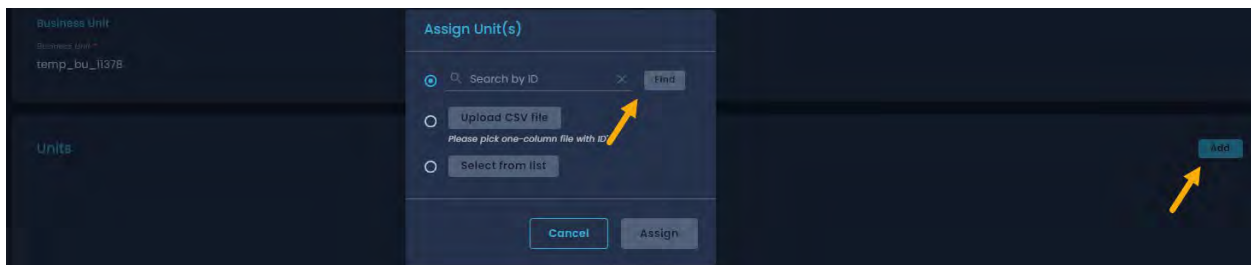 Business Unit
Business Unit *
temp_bu_11378
Units
Add
Assign Unit(s)
Search by ID
Find
Upload CSV file
Please pick one-column file with ID
Select from list
Cancel
Assign